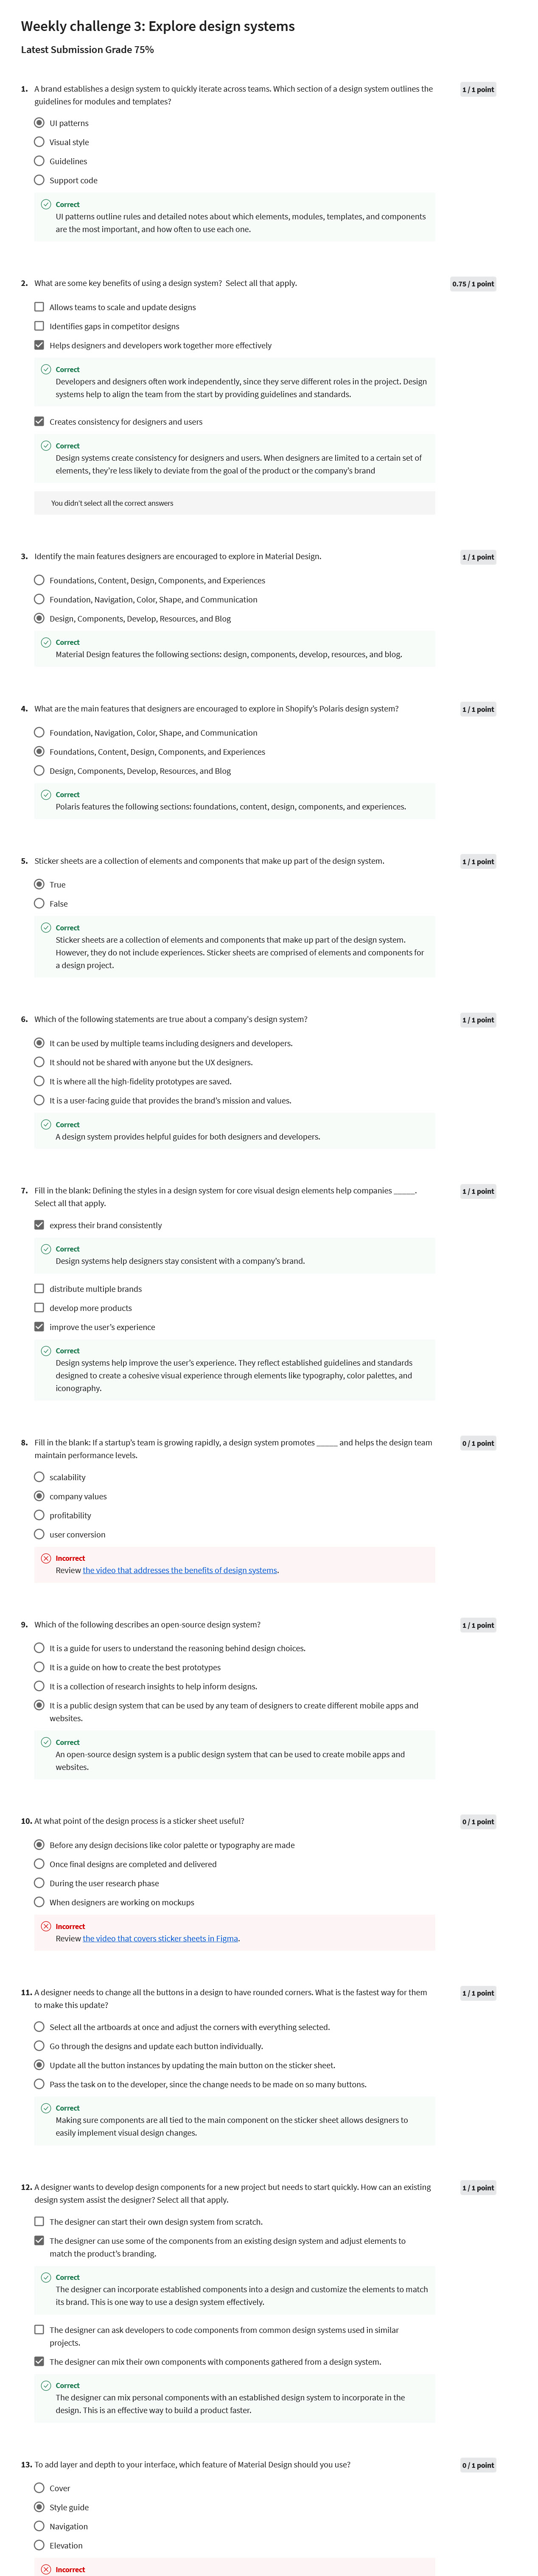 Weekly challenge 3: Explore design systems
Latest Submission Grade 75%
1. A brand establishes a design system to quickly iterate across teams. Which section of a design system outlines the
guidelines for modules and templates?
1 / 1 point
UI patterns
Visual style
Guidelines
Support code
Correct
UI patterns outline rules and detailed notes about which elements, modules, templates, and components
are the most important, and how often to use each one.
2. What are some key benefits of using a design system? Select all that apply.
0.75 / 1 point
Allows teams to scale and update designs
Identifies gaps in competitor designs
Helps designers and developers work together more effectively
Correct
Developers and designers often work independently, since they serve different roles in the project. Design
systems help to align the team from the start by providing guidelines and standards.
Creates consistency for designers and users
Correct
Design systems create consistency for designers and users. When designers are limited to a certain set of
elements, they're less likely to deviate from the goal of the product or the company's brand
You didn't select all the correct answers
3. Identify the main features designers are encouraged to explore in Material Design.
1 / 1 point
Foundations, Content, Design, Components, and Experiences
Foundation, Navigation, Color, Shape, and Communication
Design, Components, Develop, Resources, and Blog
Correct
Material Design features the following sections: design, components, develop, resources, and blog.
4. What are the main features that designers are encouraged to explore in Shopify's Polaris design system?
1 / 1 point
Foundation, Navigation, Color, Shape, and Communication
Foundations, Content, Design, Components, and Experiences
Design, Components, Develop, Resources, and Blog
Correct
Polaris features the following sections: foundations, content, design, components, and experiences.
5. Sticker sheets are a collection of elements and components that make up part of the design system.
1 / 1 point
True
False
Correct
Sticker sheets are a collection of elements and components that make up part of the design system.
However, they do not include experiences. Sticker sheets are comprised of elements and components for
a design project.
6. Which of the following statements are true about a company's design system?
1 / 1 point
It can be used by multiple teams including designers and developers.
It should not be shared with anyone but the UX designers.
It is where all the high-fidelity prototypes are saved.
It is a user-facing guide that provides the brand's mission and values.
Correct
A design system provides helpful guides for both designers and developers.
7. Fill in the blank: Defining the styles in a design system for core visual design elements help companies _____.
Select all that apply.
1 / 1 point
express their brand consistently
Correct
Design systems help designers stay consistent with a company's brand.
distribute multiple brands
develop more products
improve the user's experience
Correct
Design systems help improve the user's experience. They reflect established guidelines and standards
designed to create a cohesive visual experience through elements like typography, color palettes, and
iconography.
8. Fill in the blank: If a startup's team is growing rapidly, a design system promotes _____ and helps the design team
maintain performance levels.
0 / 1 point
scalability
company values
profitability
user conversion
Incorrect
Review the video that addresses the benefits of design systems.
9. Which of the following describes an open-source design system?
1 / 1 point
It is a guide for users to understand the reasoning behind design choices.
It is a guide on how to create the best prototypes
It is a collection of research insights to help inform designs.
It is a public design system that can be used by any team of designers to create different mobile apps and
websites.
Correct
An open-source design system is a public design system that can be used to create mobile apps and
websites.
10. At what point of the design process is a sticker sheet useful?
0 / 1 point
Before any design decisions like color palette or typography are made
Once final designs are completed and delivered
During the user research phase
When designers are working on mockups
Incorrect
Review the video that covers sticker sheets in Figma.
11. A designer needs to change all the buttons in a design to have rounded corners. What is the fastest way for them
to make this update?
1 / 1 point
Select all the artboards at once and adjust the corners with everything selected.
Go through the designs and update each button individually.
Update all the button instances by updating the main button on the sticker sheet.
Pass the task on to the developer, since the change needs to be made on so many buttons.
Correct
Making sure components are all tied to the main component on the sticker sheet allows designers to
easily implement visual design changes.
12. A designer wants to develop design components for a new project but needs to start quickly. How can an existing
design system assist the designer? Select all that apply.
1 / 1 point
The designer can start their own design system from scratch.
The designer can use some of the components from an existing design system and adjust elements to
match the product's branding.
Correct
The designer can incorporate established components into a design and customize the elements to match
its brand. This is one way to use a design system effectively.
The designer can ask developers to code components from common design systems used in similar
projects.
The designer can mix their own components with components gathered from a design system.
Correct
The designer can mix personal components with an established design system to incorporate in the
design. This is an effective way to build a product faster.
13. To add layer and depth to your interface, which feature of Material Design should you use?
0 / 1 point
Cover
Style guide
Navigation
Elevation
Incorrect